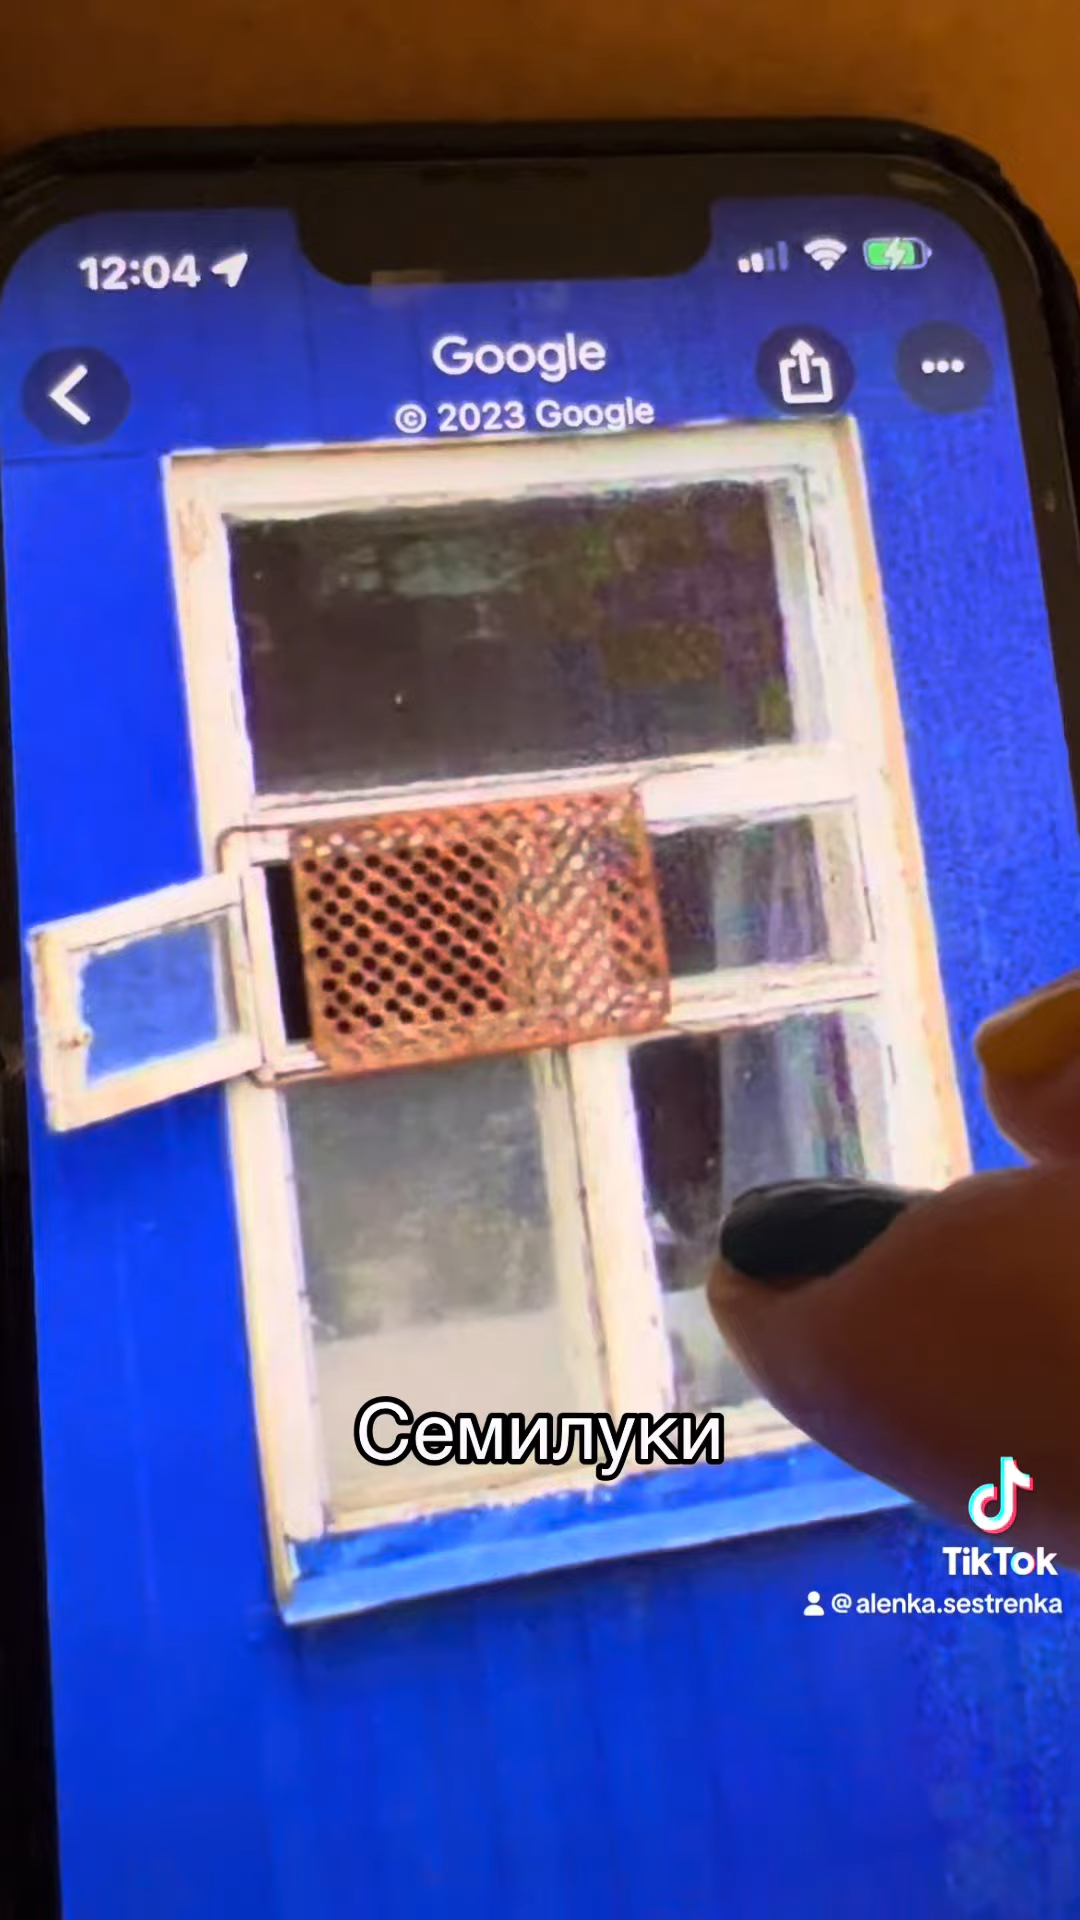 12:04
Google
© 2023 Google
Семилуки
TikTok
@alenka.sestrenka